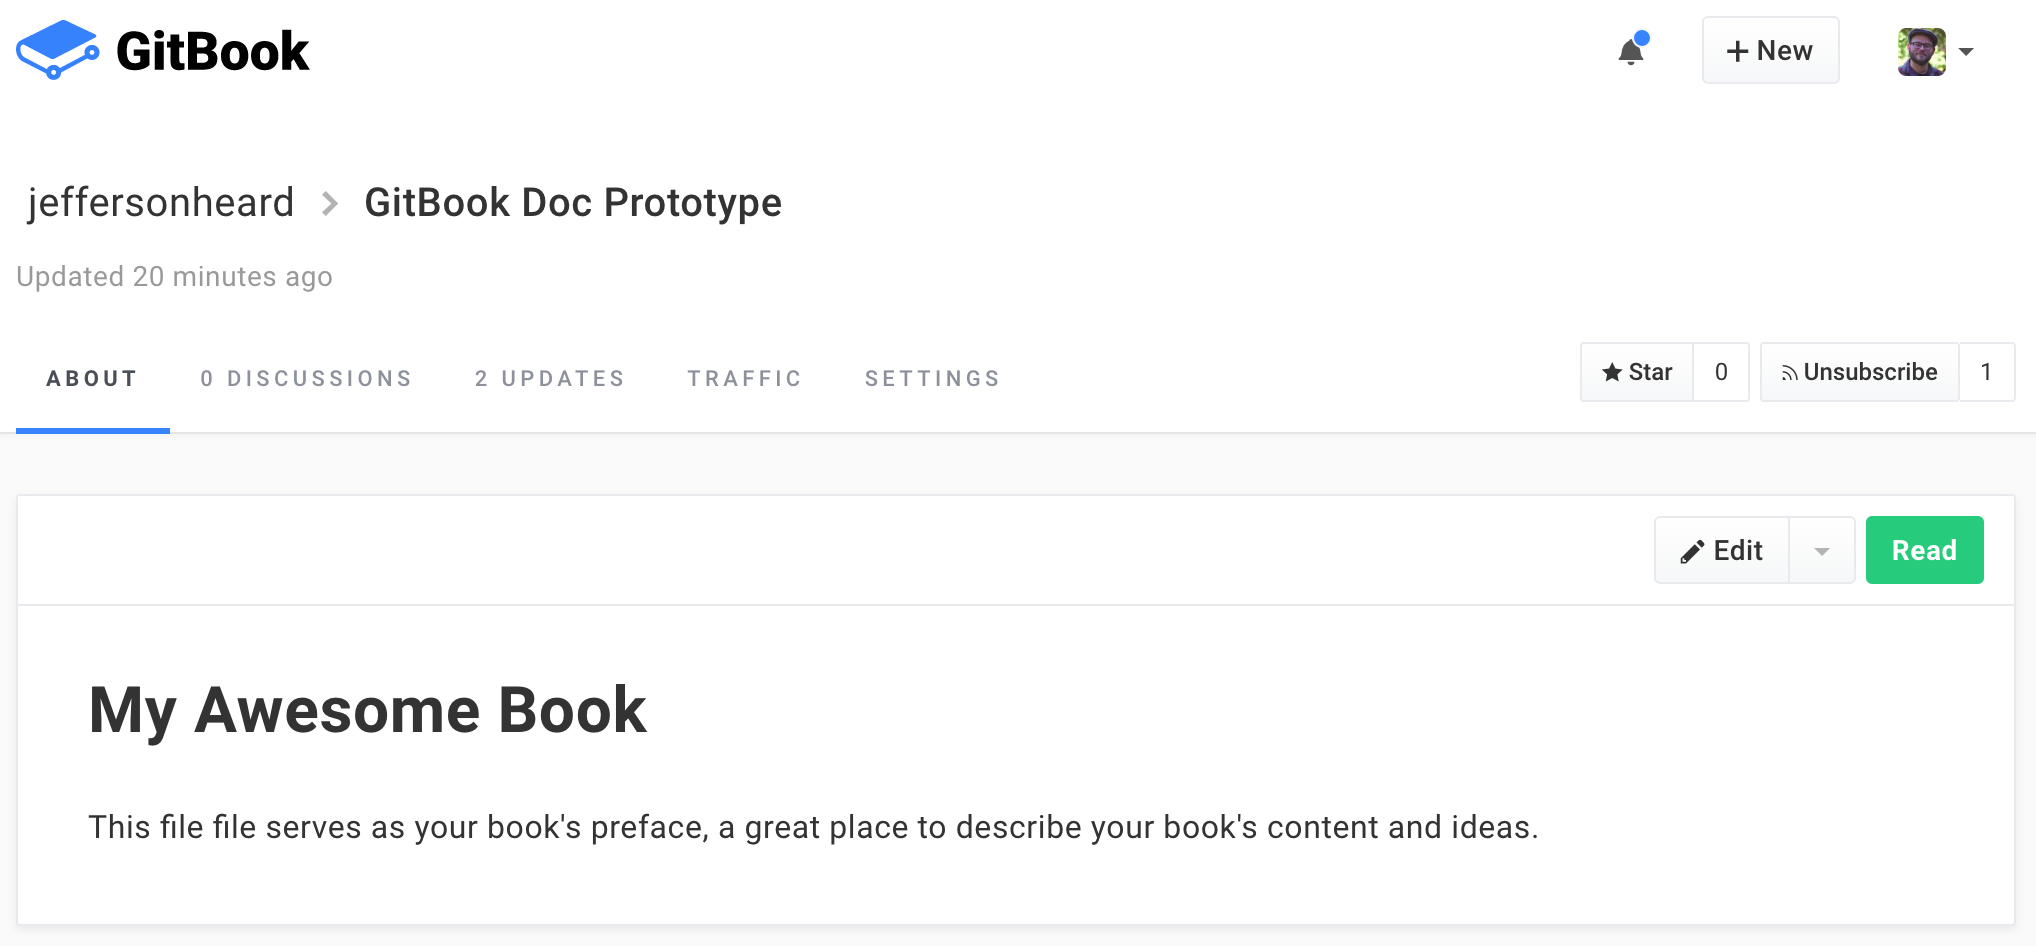 GitBook
+ New
jeffersonheard > GitBook Doc Prototype
Updated 20 minutes ago
ABOUT 0 DISCUSSIONS 2 UPDATES TRAFFIC SETTINGS Star 0 Unsubscribe 1
Edit Read
My Awesome Book
This file file serves as your book's preface, a great place to describe your book's content and ideas.